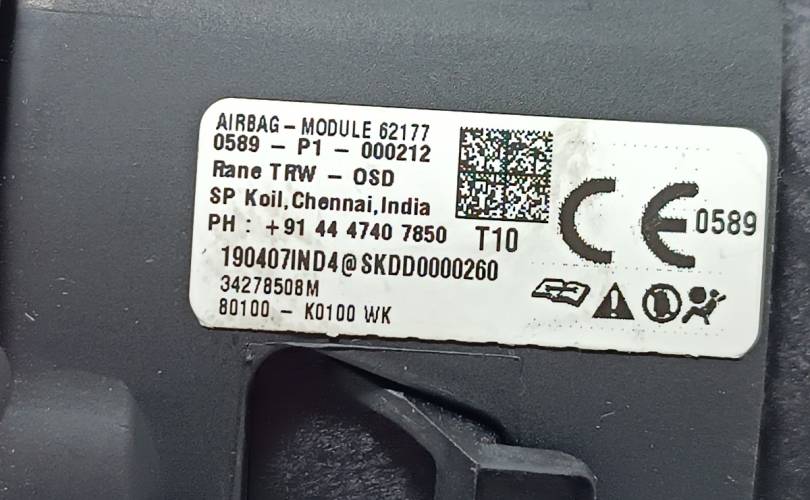 AIRBAG - MODULE 62177
0589 - P1 - 000212
Rane TRW - OSD
SP Koil,Chennai,India
PH : +91 44 4740 7850
T10
CE 0589
190407IND4@SKDD0000260
34278508M
80100 - K0100 WK